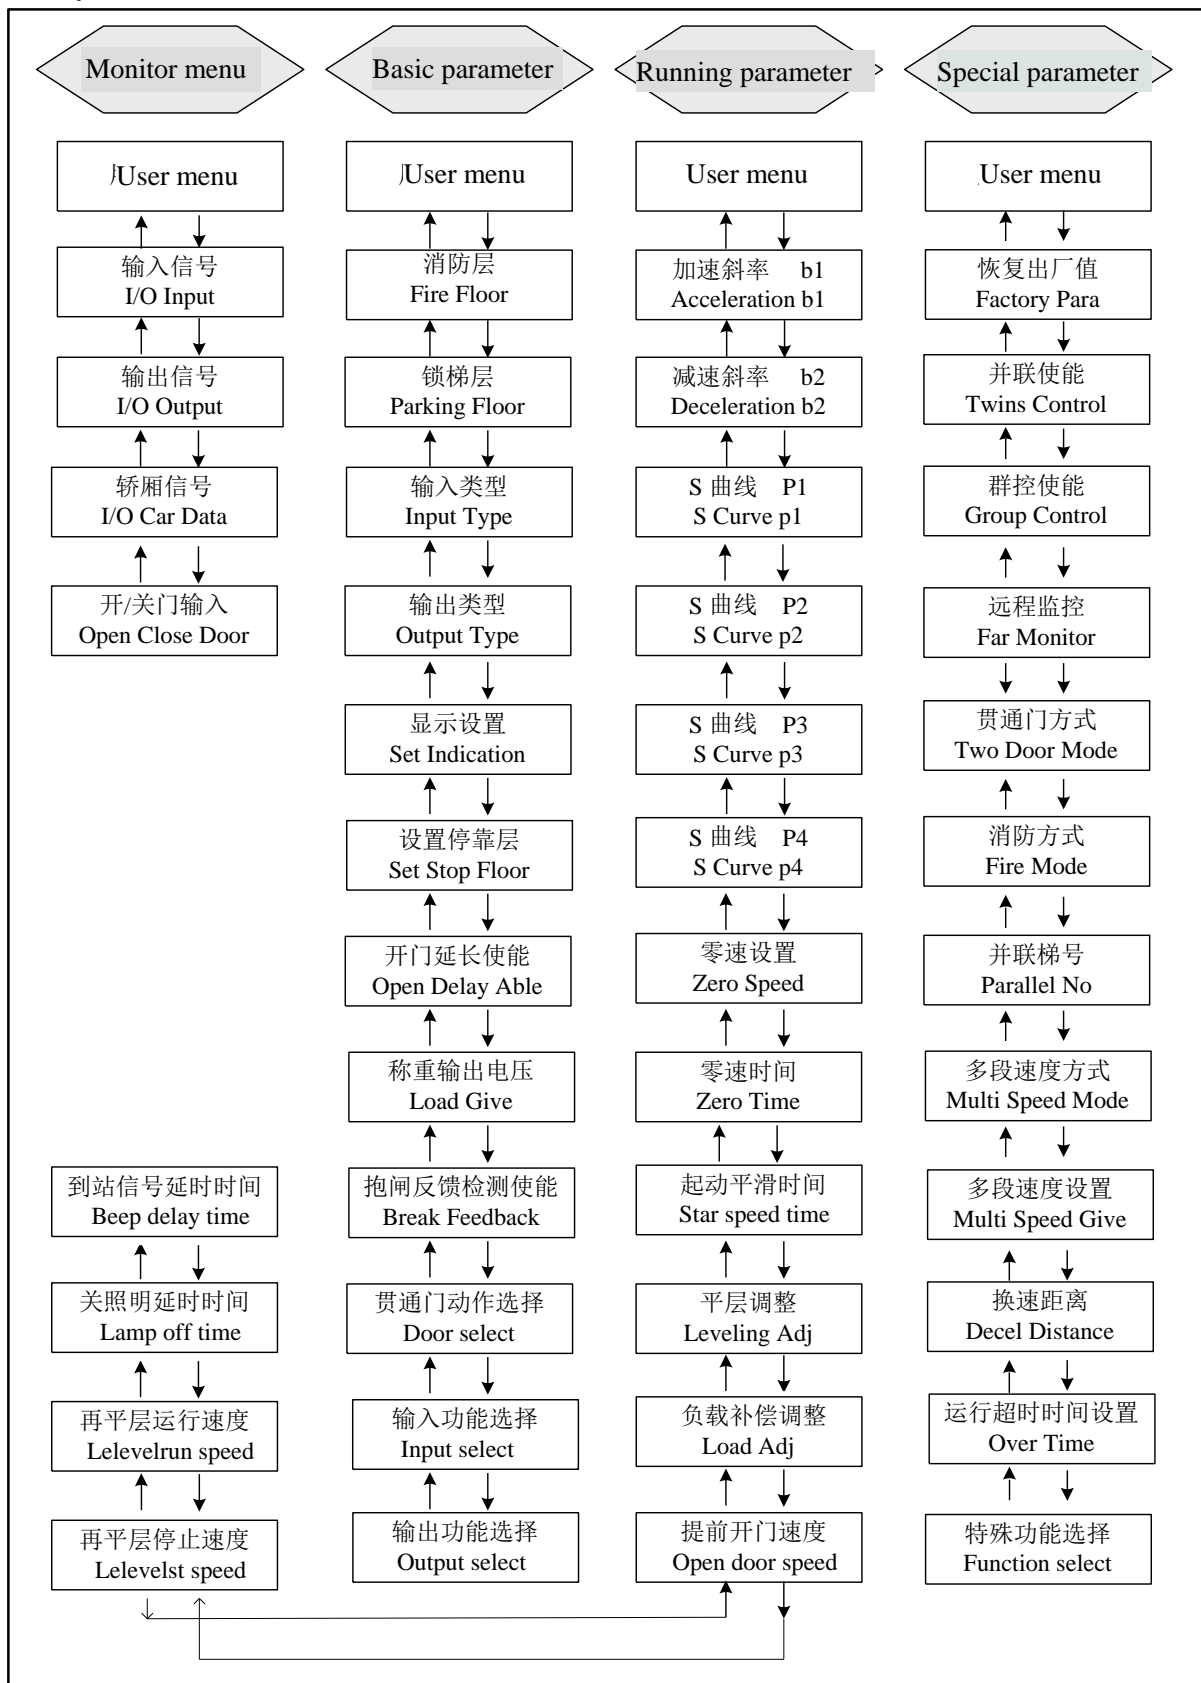 Monitor menu
User menu
输入信号
I/O Input
输出信号
I/O Output
轿厢信号
I/O Car Data
开/关门输入
Open Close Door
到站信号延时时间
Beep delay time
关照明延时时间
Lamp off time
再平层运行速度
Lelevelrun speed
再平层停止速度
Lelevelst speed
Basic parameter
User menu
消防层
Fire Floor
锁梯层
Parking Floor
输入类型
Input Type
输出类型
Output Type
显示设置
Set Indication
设置停靠层
Set Stop Floor
开门延长使能
Open Delay Able
称重输出电压
Load Give
抱闸反馈检测使能
Break Feedback
贯通门动作选择
Door select
输入功能选择
Input select
输出功能选择
Output select
Running parameter
User menu
加速斜率 b1
Acceleration b1
减速斜率 b2
Deceleration b2
S 曲线 P1
S Curve p1
S 曲线 P2
S Curve p2
S 曲线 P3
S Curve p3
S 曲线 P4
S Curve p4
零速设置
Zero Speed
零速时间
Zero Time
起动平滑时间
Star speed time
平层调整
Leveling Adj
负载补偿调整
Load Adj
提前开门速度
Open door speed
Special parameter
User menu
恢复出厂值
Factory Para
并联使能
Twins Control
群控使能
Group Control
远程监控
Far Monitor
贯通门方式
Two Door Mode
消防方式
Fire Mode
并联梯号
Parallel No
多段速度方式
Multi Speed Mode
多段速度设置
Multi Speed Give
换速距离
Decel Distance
运行超时时间设置
Over Time
特殊功能选择
Function select